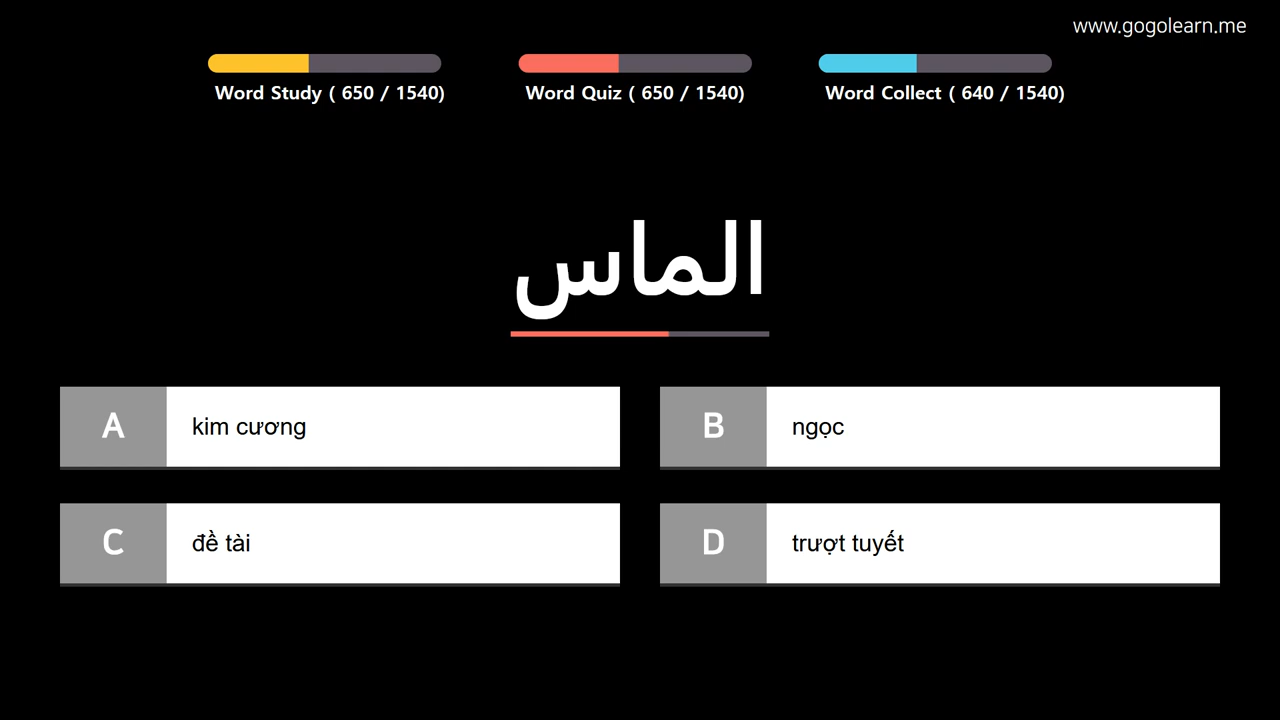 www.gogolearn.me
Word Study ( 650 / 1540)
Word Quiz ( 650 / 1540)
Word Collect ( 640 / 1540)
الماس
A kim cương
B ngọc
C đề tài
D trượt tuyết